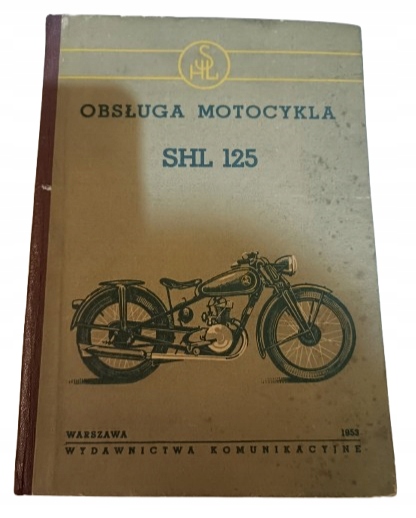 SHL
OBSŁUGA MOTOCYKLA
SHL 125
WARSZAWA 1953
WYDAWNICTWA KOMUNIKACYJNE